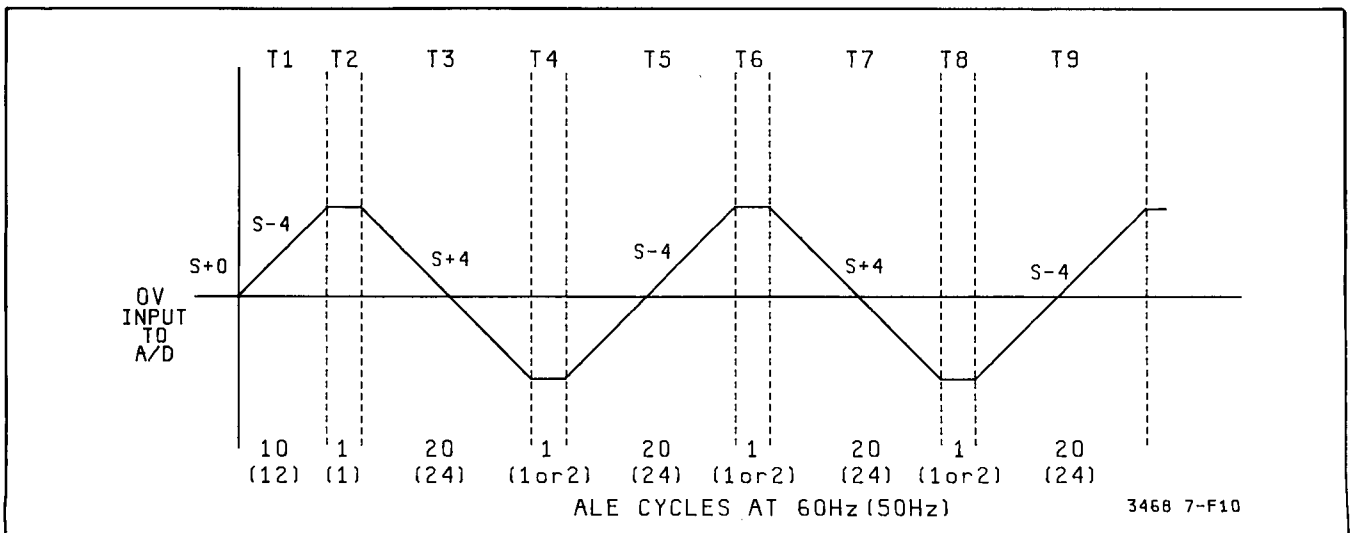 T1 T2 T3 T4 T5 T6 T7 T8 T9
S-4 S-4
S+0 S+4 S+4 S-4
0V
INPUT
TO
A/D
10 1 20 1 20 1 20 1 20
(12) (1) (24) (1or2) (24) (1or2) (24) (1or2) (24)
ALE CYCLES AT 60Hz(50Hz) 3468 7-F10